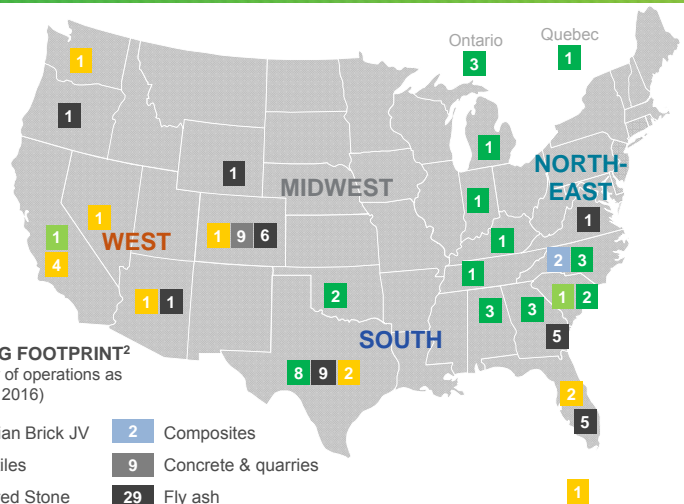 Ontario Quebec
1
3
1
1
1
NORTH-
1
MIDWEST
EAST
1
1
1
1
1
WEST
1 9 6
1
2 3
4
1
1 1
2
1 2
3
3
SOUTH
5
G FOOTPRINT2
of operations as
8 9 2
2016)
2
5
ian Brick JV
2 Composites
iles
9 Concrete & quarries
red Stone
29 Fly ash
1